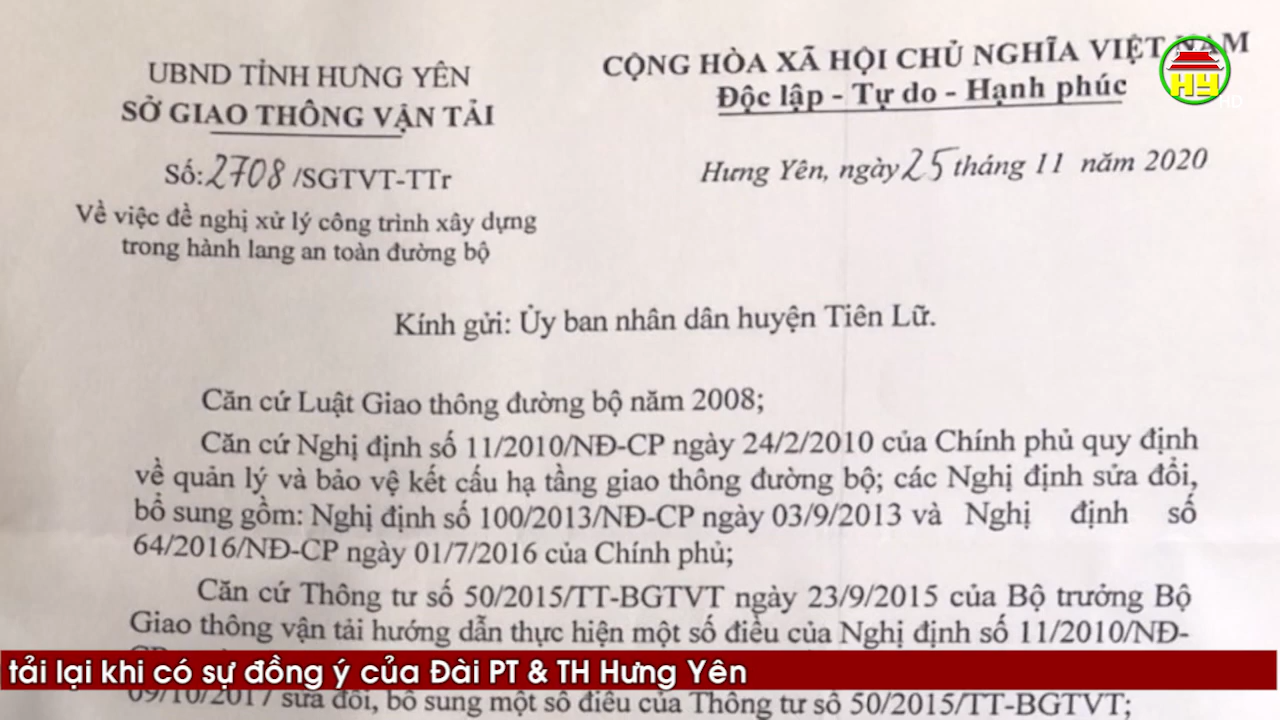 UBND TỈNH HƯNG YÊN
SỞ GIAO THÔNG VẬN TẢI
Số: 2708 /SGTVT-TTr
Về việc đề nghị xử lý công trình xây dựng
trong hành lang an toàn đường bộ
CỘNG HÒA XÃ HỘI CHỦ NGHĨA VIỆT NAM
Độc lập - Tự do - Hạnh phúc
Hưng Yên, ngày 25 tháng 11 năm 2020
HY
HD
Kính gửi: Ủy ban nhân dân huyện Tiên Lữ.
Căn cứ Luật Giao thông đường bộ năm 2008;
Căn cứ Nghị định số 11/2010/NĐ-CP ngày 24/2/2010 của Chính phủ quy định
về quản lý và bảo vệ kết cấu hạ tầng giao thông đường bộ; các Nghị định sửa đổi,
bổ sung gồm: Nghị định số 100/2013/NĐ-CP ngày 03/9/2013 và Nghị định số
64/2016/NĐ-CP ngày 01/7/2016 của Chính phủ;
Căn cứ Thông tư số 50/2015/TT-BGTVT ngày 23/9/2015 của Bộ trưởng Bộ
Giao thông vận tải hướng dẫn thực hiện một số điều của Nghị định số 11/2010/NĐ-
tải lại khi có sự đồng ý của Đài PT & TH Hưng Yên
09/10/2017 sửa đổi, bổ sung một số điều của Thông tư số 50/2015/TT-BGTVT;